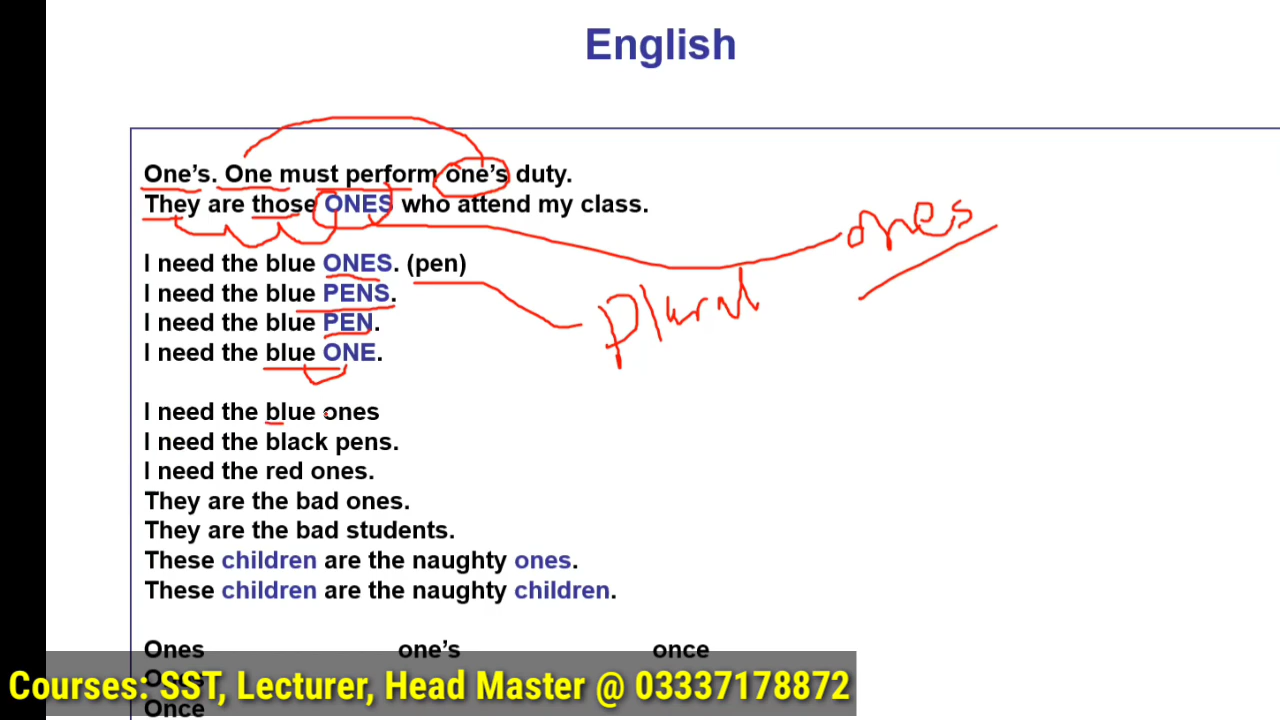 English
One's. One must perform one's duty.
They are those ONES who attend my class.
ones
I need the blue ONES. (pen)
I need the blue PENS.
Plural
I need the blue PEN.
I need the blue ONE.
I need the blue ones
I need the black pens.
I need the red ones.
They are the bad ones.
They are the bad students.
These children are the naughty ones.
These children are the naughty children.
Ones one's once
Courses: SST, Lecturer, Head Master @ 03337178872
Once